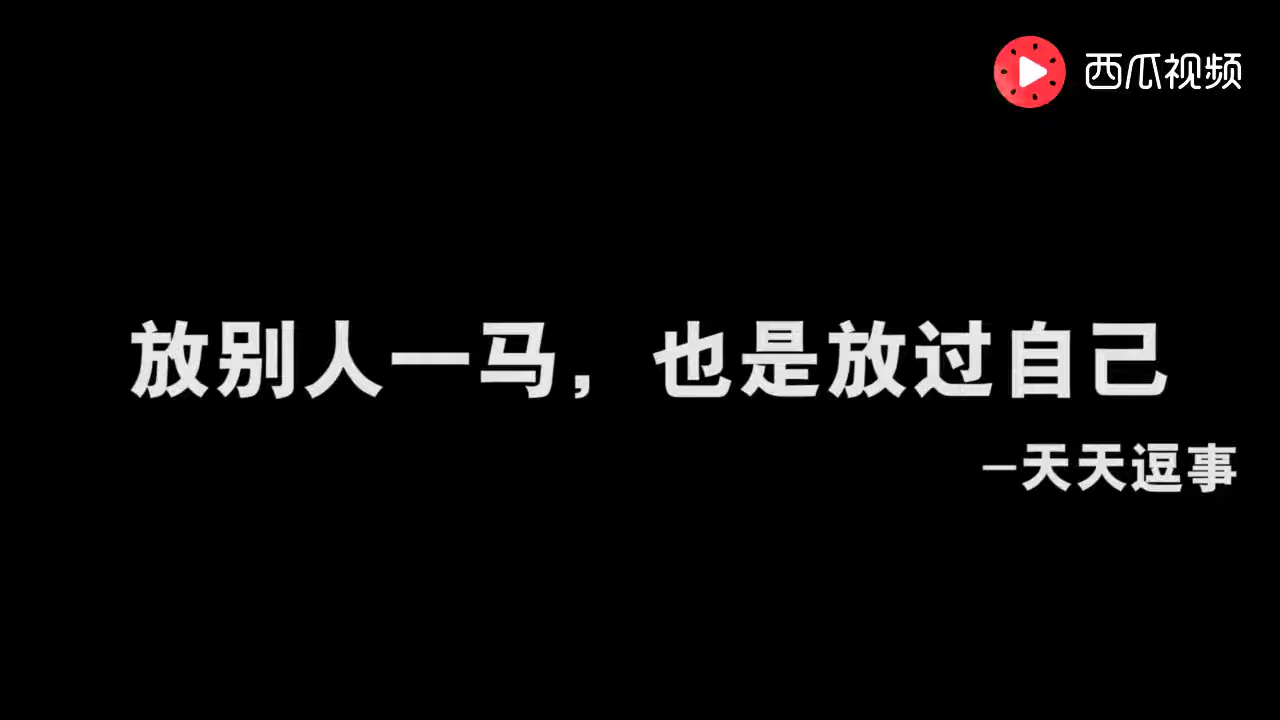 西瓜视频
放别人一马，也是放过自己
—天天逗事